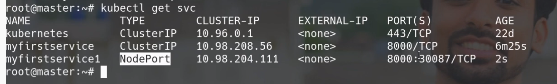 root@master:~# kubectl get svc
NAME TYPE CLUSTER-IP EXTERNAL-IP PORT(S) AGE
kubernetes ClusterIP 10.96.0.1 <none> 443/TCP 22d
myfirstservice ClusterIP 10.98.208.56 <none> 8000/TCP 6m25s
myfirstservice1 NodePort 10.98.204.111 <none> 8000:30087/TCP 2s
root@master:~#